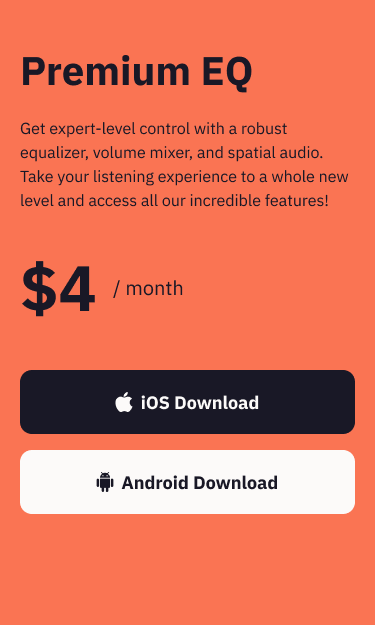 Premium EQ
Get expert-level control with a robust
equalizer, volume mixer, and spatial audio.
Take your listening experience to a whole new
level and access all our incredible features!
$4 / month
iOS Download
Android Download